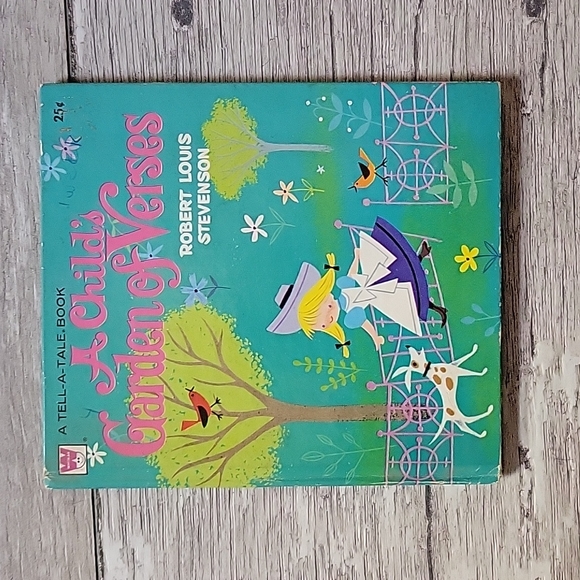 A TELL-A-TALE BOOK
25¢
A Child's
Garden of Verses
ROBERT LOUIS
STEVENSON
W